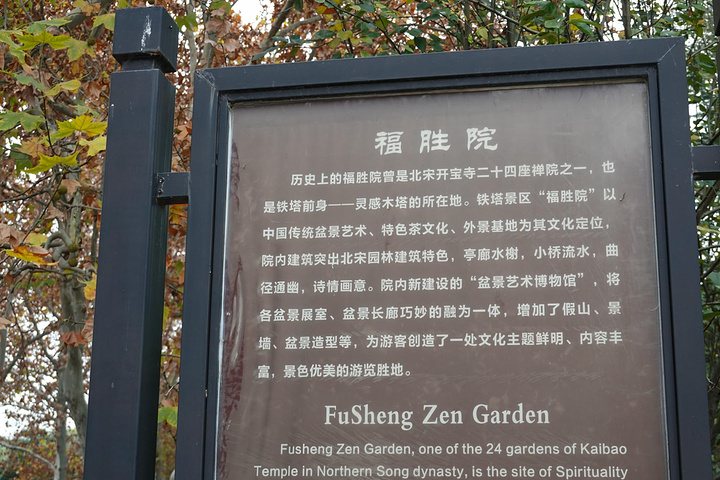 福胜院
历史上的福胜院曾是北宋开宝寺二十四座禅院之一，也
是铁塔前身——灵感木塔的所在地。铁塔景区“福胜院”以
中国传统盆景艺术、特色茶文化、外景基地为其文化定位，
院内建筑突出北宋园林建筑特色，亭廊水榭，小桥流水，曲
径通幽，诗情画意。院内新建设的“盆景艺术博物馆”，将
各盆景展室、盆景长廊巧妙的融为一体，增加了假山、景
墙、盆景造型等，为游客创造了一处文化主题鲜明、内容丰
富，景色优美的游览胜地。
FuSheng Zen Garden
Fusheng Zen Garden, one of the 24 gardens of Kaibao
Temple in Northern Song dynasty, is the site of Spirituality